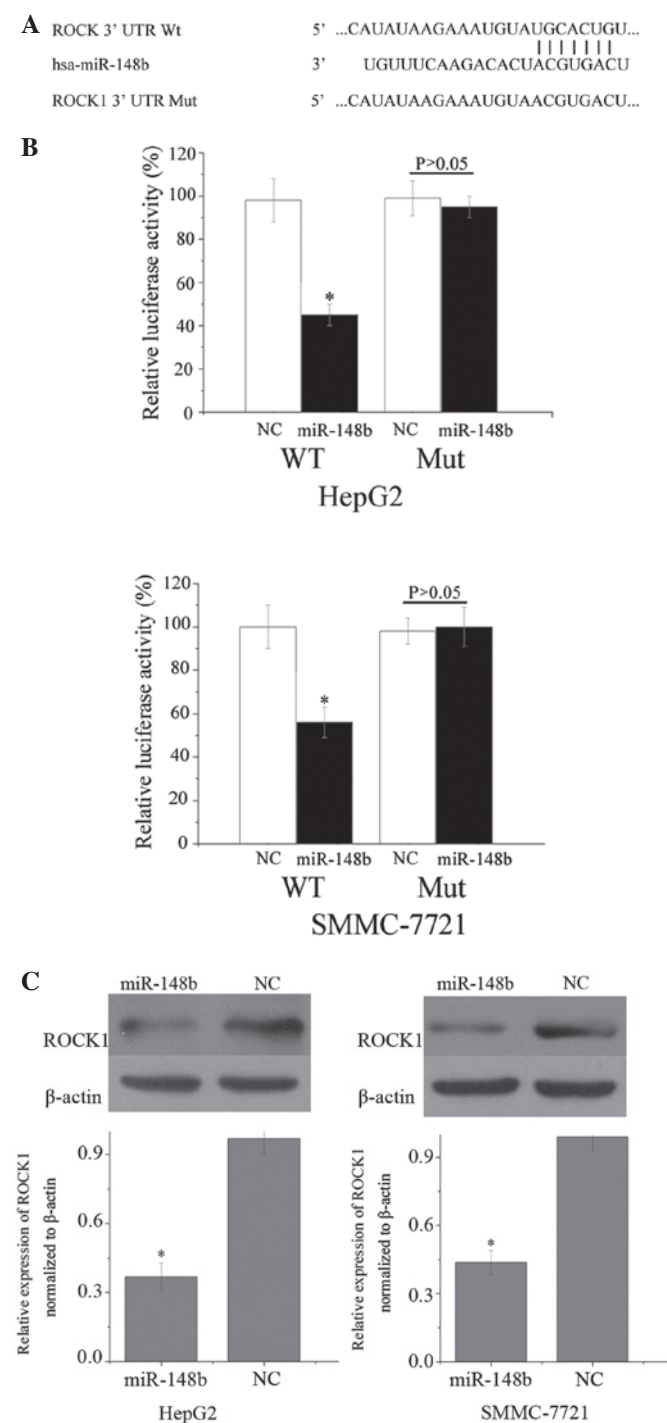 A
ROCK 3’ UTR Wt 5’ ...CAUAUAAGAAAUGUAUGCACUGU...
hsa-miR-148b 3’ UGUUUCAAGACACUACGUGACU
ROCK1 3’ UTR Mut 5’ ...CAUAUAAGAAAUGUAACGUGACU...
B
Relative luciferase activity (%)
120
100
80
60
40
20
0
*
P>0.05
NC miR-148b NC miR-148b
WT Mut
HepG2
Relative luciferase activity (%)
120
100
80
60
40
20
0
*
P>0.05
NC miR-148b NC miR-148b
WT Mut
SMMC-7721
C
miR-148b NC
ROCK1
β-actin
Relative expression of ROCK1
normalized to β-actin
0.9
0.6
0.3
0.0
*
miR-148b NC
HepG2
miR-148b NC
ROCK1
β-actin
Relative expression of ROCK1
normalized to β-actin
0.9
0.6
0.3
0.0
*
miR-148b NC
SMMC-7721